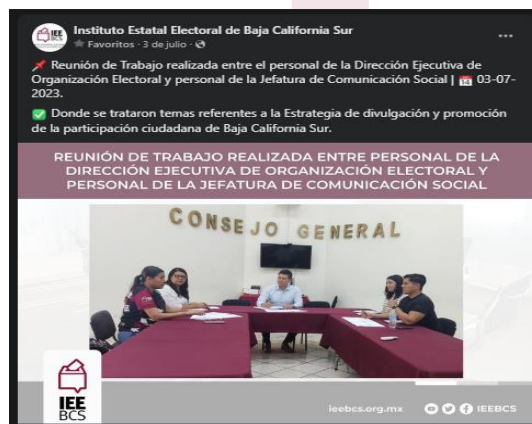 Instituto Estatal Electoral de Baja California Sur
Favoritos · 3 de julio ·
Reunión de Trabajo realizada entre el personal de la Dirección Ejecutiva de
Organización Electoral y personal de la Jefatura de Comunicación Social | 03-07-
2023.
Donde se trataron temas referentes a la Estrategia de divulgación y promoción
de la participación ciudadana de Baja California Sur.
REUNIÓN DE TRABAJO REALIZADA ENTRE PERSONAL DE LA
DIRECCIÓN EJECUTIVA DE ORGANIZACIÓN ELECTORAL Y
PERSONAL DE LA JEFATURA DE COMUNICACIÓN SOCIAL
CONSEJO GENERAL
IEE
BCS
ieebcs.org.mx IEEBCS